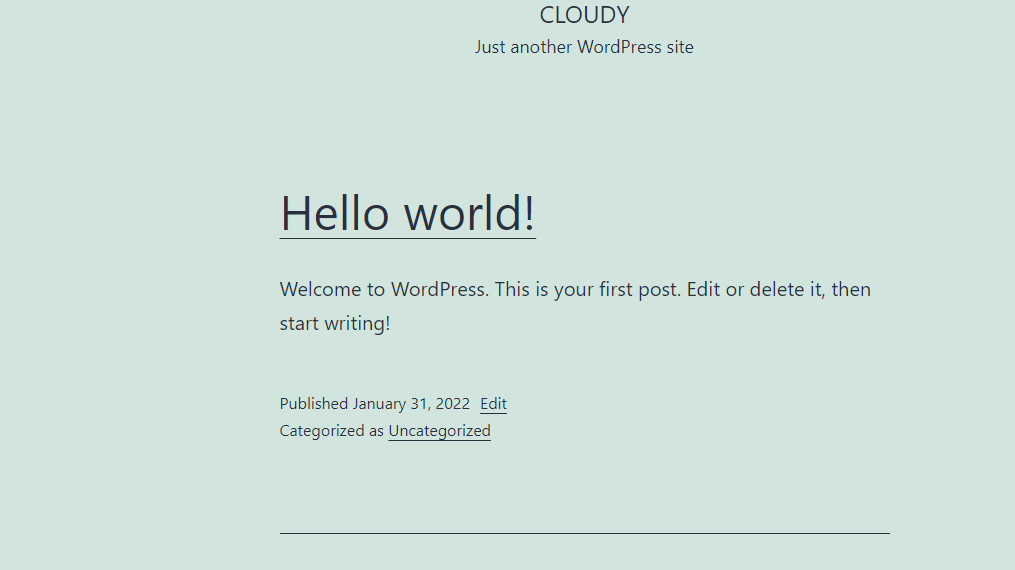 CLOUDY
Just another WordPress site
Hello world!
Welcome to WordPress. This is your first post. Edit or delete it, then
start writing!
Published January 31, 2022 Edit
Categorized as Uncategorized